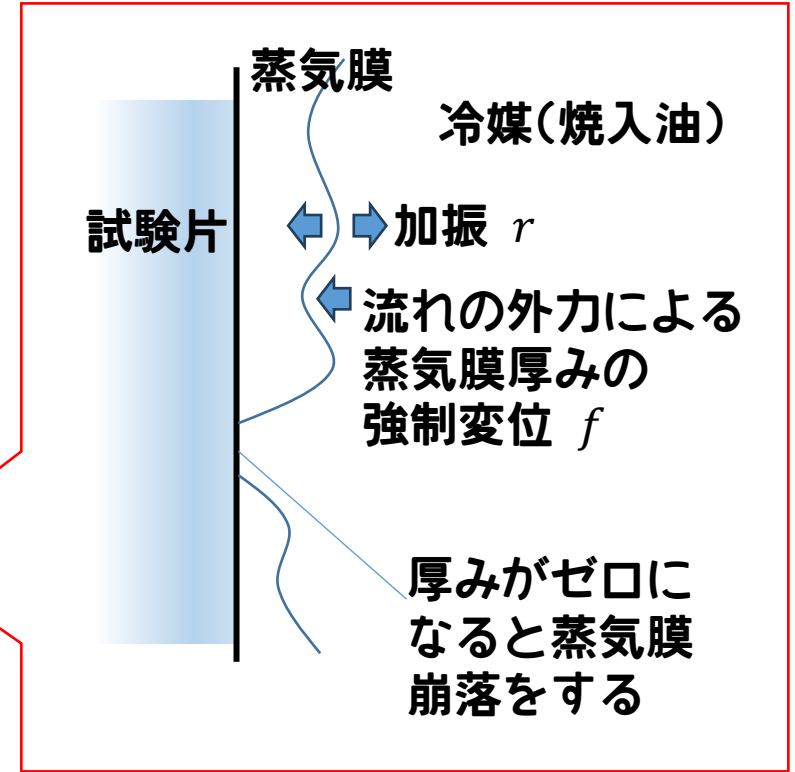 蒸気膜
冷媒（焼入油）
試験片
加振 r
流れの外力による
蒸気膜厚みの
強制変位 f
厚みがゼロに
なると蒸気膜
崩落をする